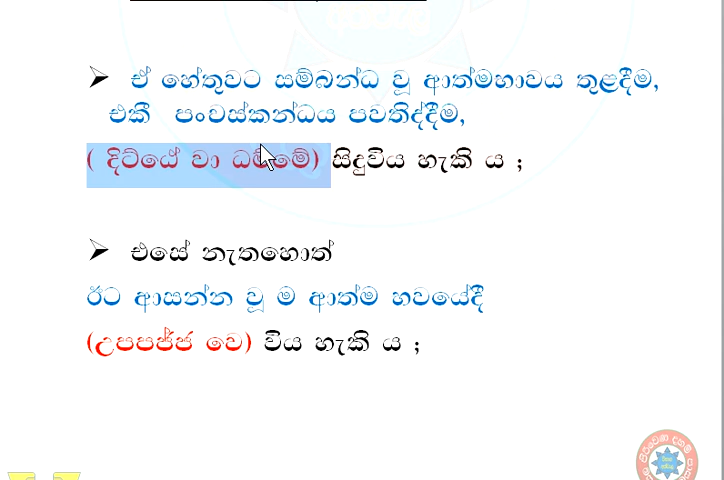 ඒ හේතුවට සම්බන්ධ වූ ආත්මභාවය තුළදීම,
එකී පංචස්කන්ධය පවතිද්දීම,
( දිට්ඨේ වා ධම්මේ) සිදුවිය හැකි ය ;
එසේ නැතහොත්
ඊට ආසන්න වූ ම ආත්ම භවයේදී
(උපපජ්ජ වෙ) විය හැකි ය ;